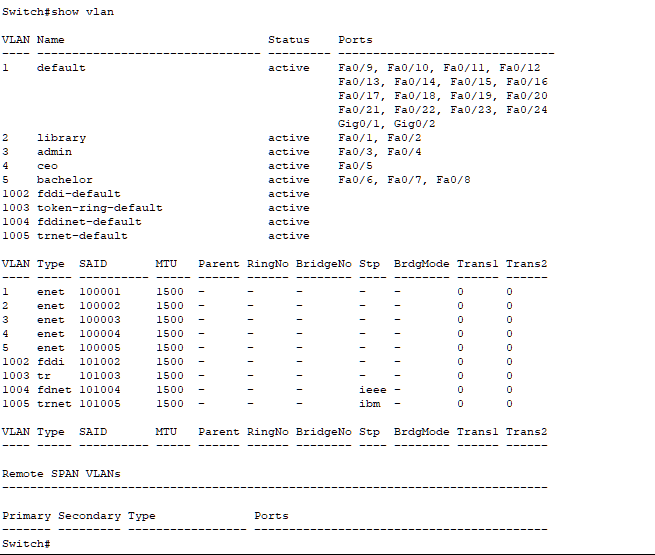 Switch#show vlan
VLAN Name                             Status    Ports
---- -------------------------------- --------- -------------------------------
1    default                          active    Fa0/9, Fa0/10, Fa0/11, Fa0/12
                                                Fa0/13, Fa0/14, Fa0/15, Fa0/16
                                                Fa0/17, Fa0/18, Fa0/19, Fa0/20
                                                Fa0/21, Fa0/22, Fa0/23, Fa0/24
                                                Gig0/1, Gig0/2
2    library                          active    Fa0/1, Fa0/2
3    admin                            active    Fa0/3, Fa0/4
4    ceo                              active    Fa0/5
5    bachelor                         active    Fa0/6, Fa0/7, Fa0/8
1002 fddi-default                     active
1003 token-ring-default               active
1004 fddinet-default                  active
1005 trnet-default                    active
VLAN Type  SAID       MTU   Parent RingNo BridgeNo Stp  BrdgMode Trans1 Trans2
---- ----- ---------- ----- ------ ------ -------- ---- -------- ------ ------
1    enet  100001     1500  -      -      -        -    -        0      0
2    enet  100002     1500  -      -      -        -    -        0      0
3    enet  100003     1500  -      -      -        -    -        0      0
4    enet  100004     1500  -      -      -        -    -        0      0
5    enet  100005     1500  -      -      -        -    -        0      0
1002 fddi  101002     1500  -      -      -        -    -        0      0
1003 tr    101003     1500  -      -      -        -    -        0      0
1004 fdnet 101004     1500  -      -      -        ieee -        0      0
1005 trnet 101005     1500  -      -      -        ibm  -        0      0
VLAN Type  SAID       MTU   Parent RingNo BridgeNo Stp  BrdgMode Trans1 Trans2
---- ----- ---------- ----- ------ ------ -------- ---- -------- ------ ------
Remote SPAN VLANs
------------------------------------------------------------------------------
Primary Secondary Type              Ports
------- --------- ----------------- ------------------------------------------
Switch#